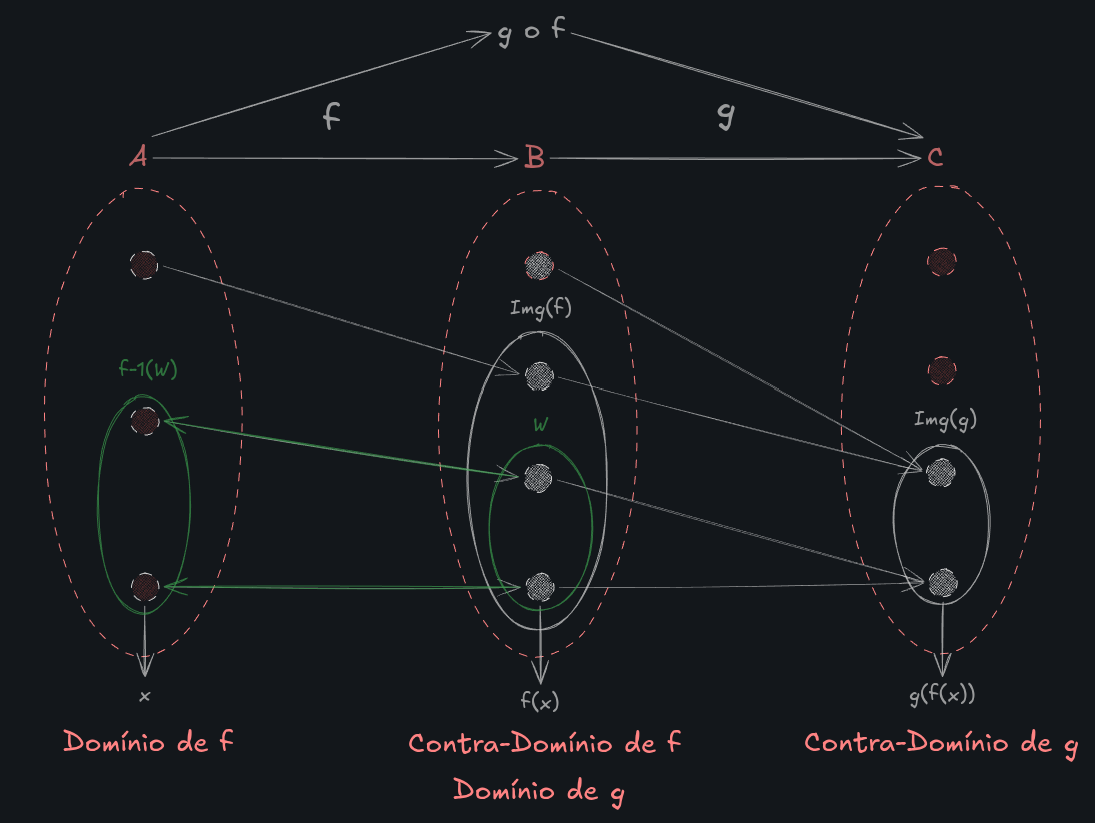 g o f
f
g
A
B
C
Img(f)
f-1(W)
W
Img(g)
x
f(x)
g(f(x))
Domínio de f
Contra-Domínio de f
Contra-Domínio de g
Domínio de g